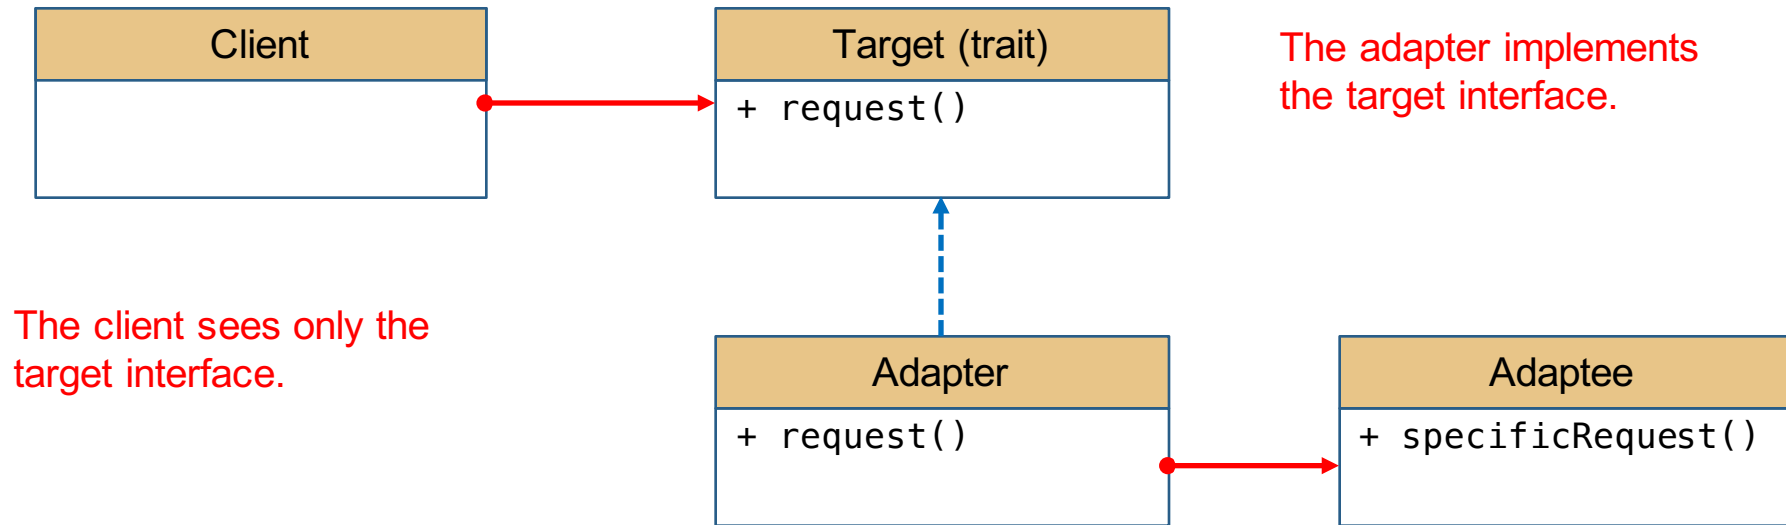 Client
Target (trait)
+ request()
The adapter implements
the target interface.
The client sees only the
target interface.
Adapter
+ request()
Adaptee
+ specificRequest()